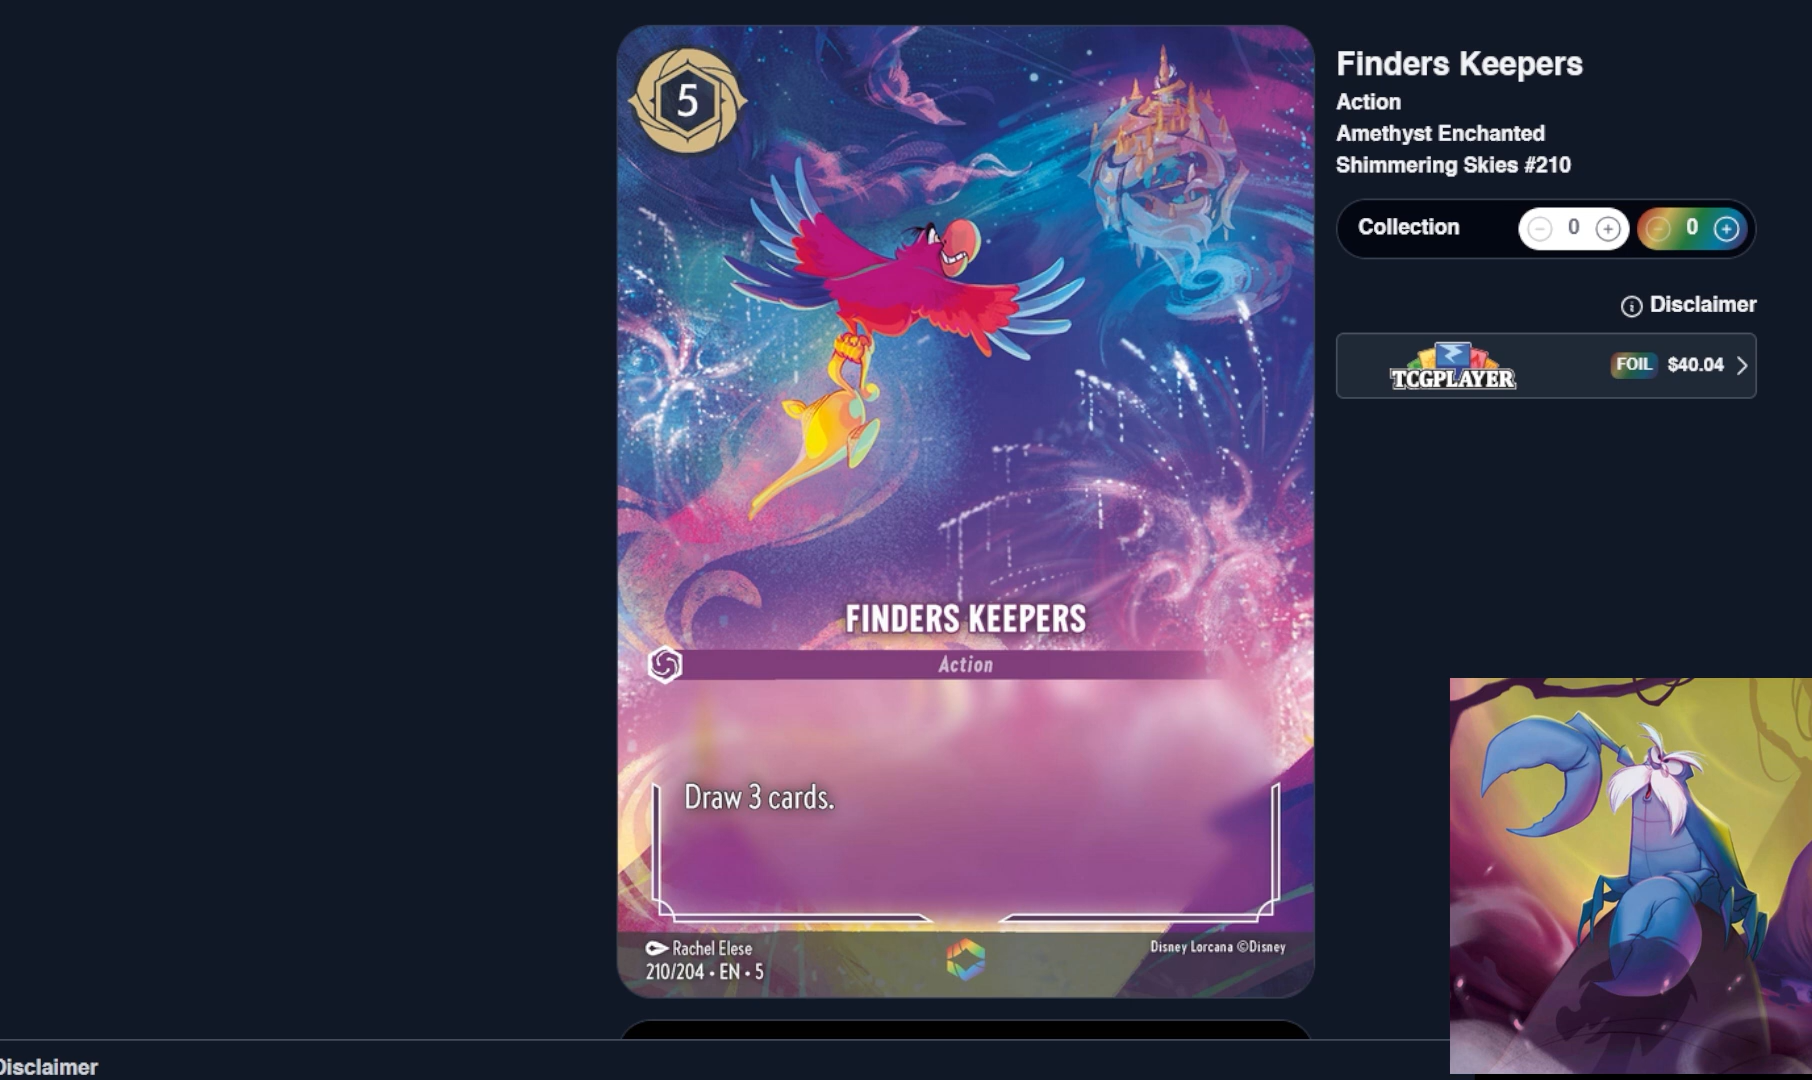 5
FINDERS KEEPERS
Action
Draw 3 cards.
Rachel Elese
210/204 • EN • 5
Disney Lorcana ©Disney
Finders Keepers
Action
Amethyst Enchanted
Shimmering Skies #210
Collection
0
0
Disclaimer
TCGPLAYER
FOIL $40.04
Disclaimer